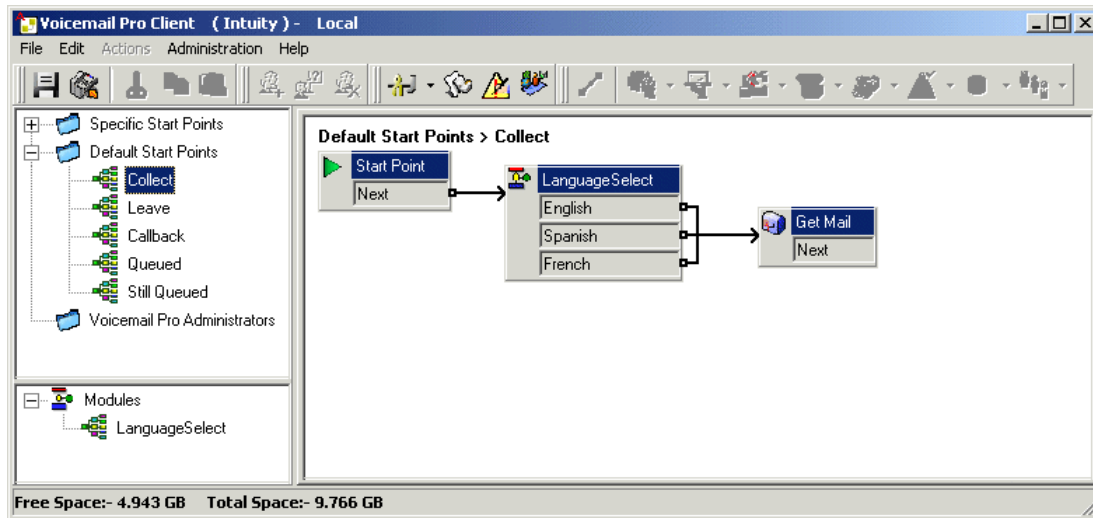 Voicemail Pro Client ( Intuity ) - Local
File Edit Actions Administration Help
Specific Start Points
Default Start Points
Collect
Leave
Callback
Queued
Still Queued
Voicemail Pro Administrators
Modules
LanguageSelect
Default Start Points > Collect
Start Point
Next
LanguageSelect
English
Spanish
French
Get Mail
Next
Free Space:- 4.943 GB Total Space:- 9.766 GB